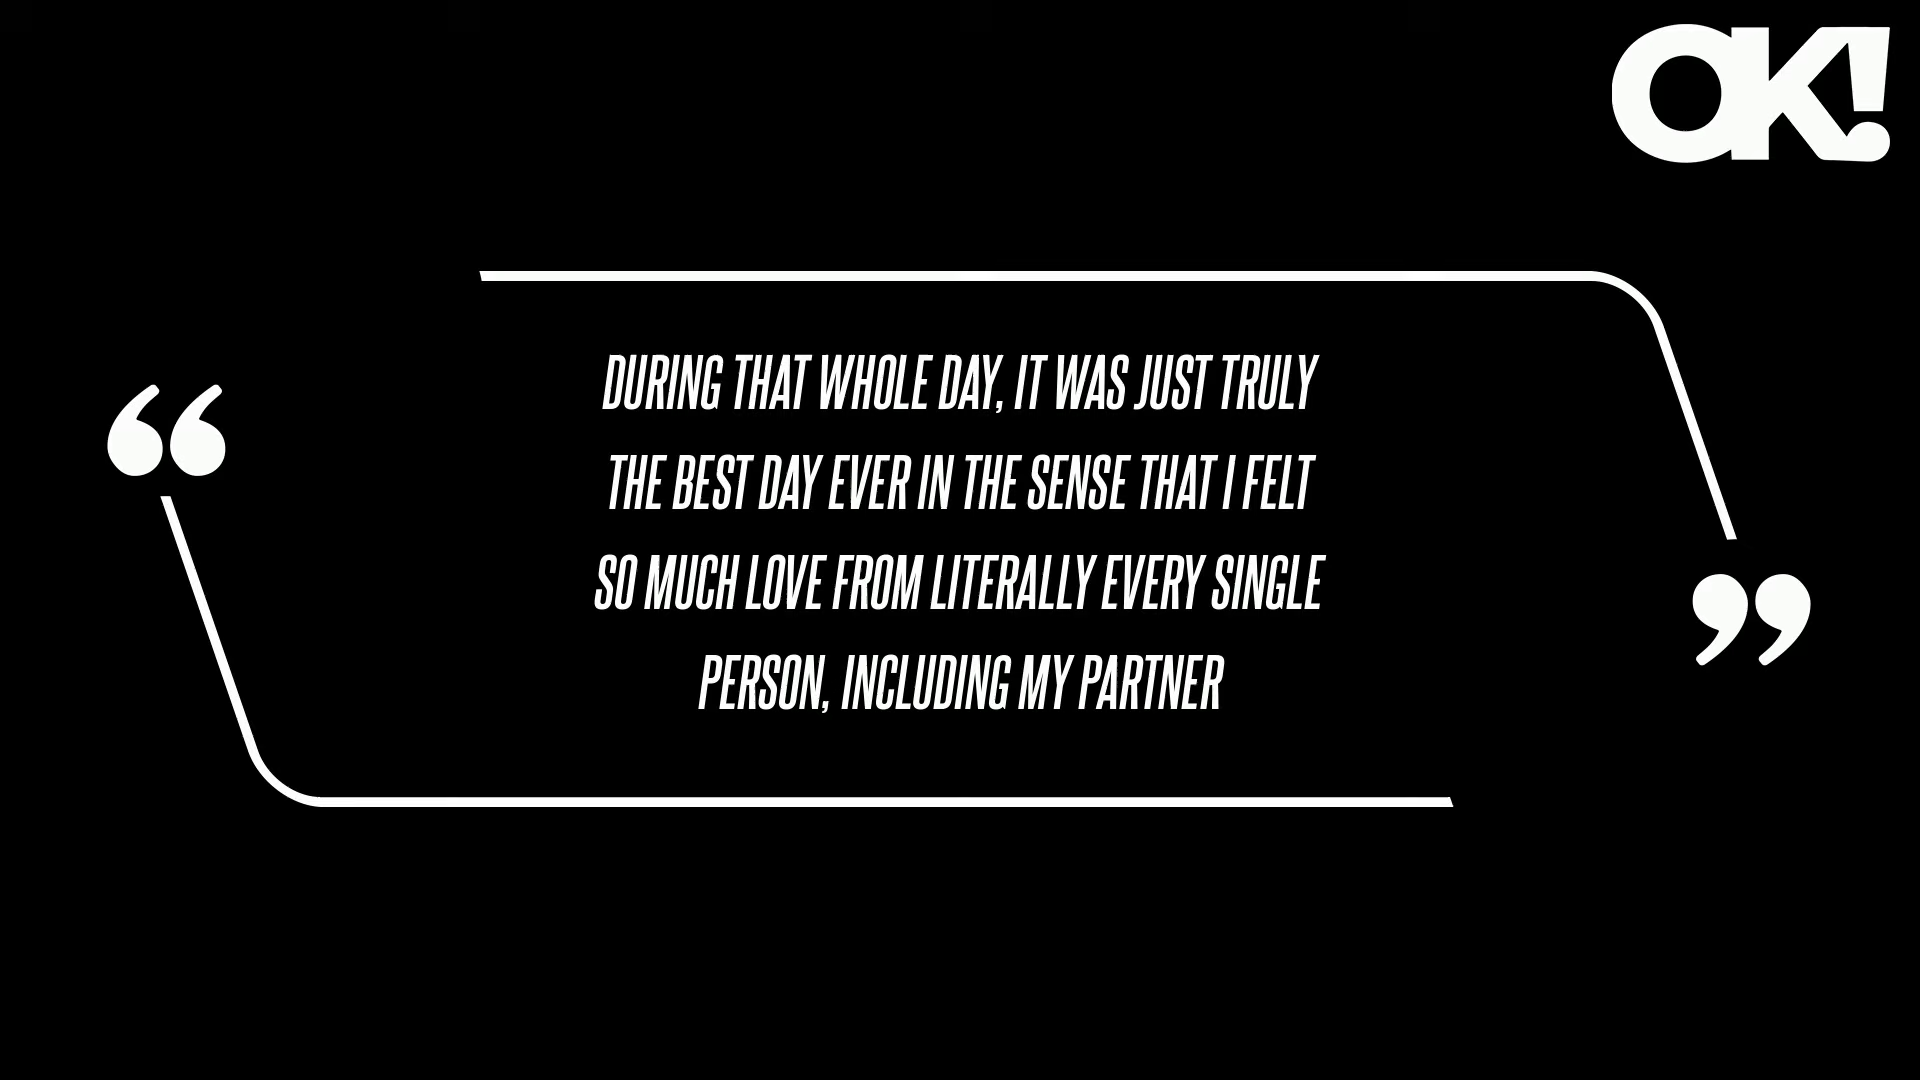 OK!
“
DURING THAT WHOLE DAY, IT WAS JUST TRULY
THE BEST DAY EVER IN THE SENSE THAT I FELT
SO MUCH LOVE FROM LITERALLY EVERY SINGLE
PERSON, INCLUDING MY PARTNER
”